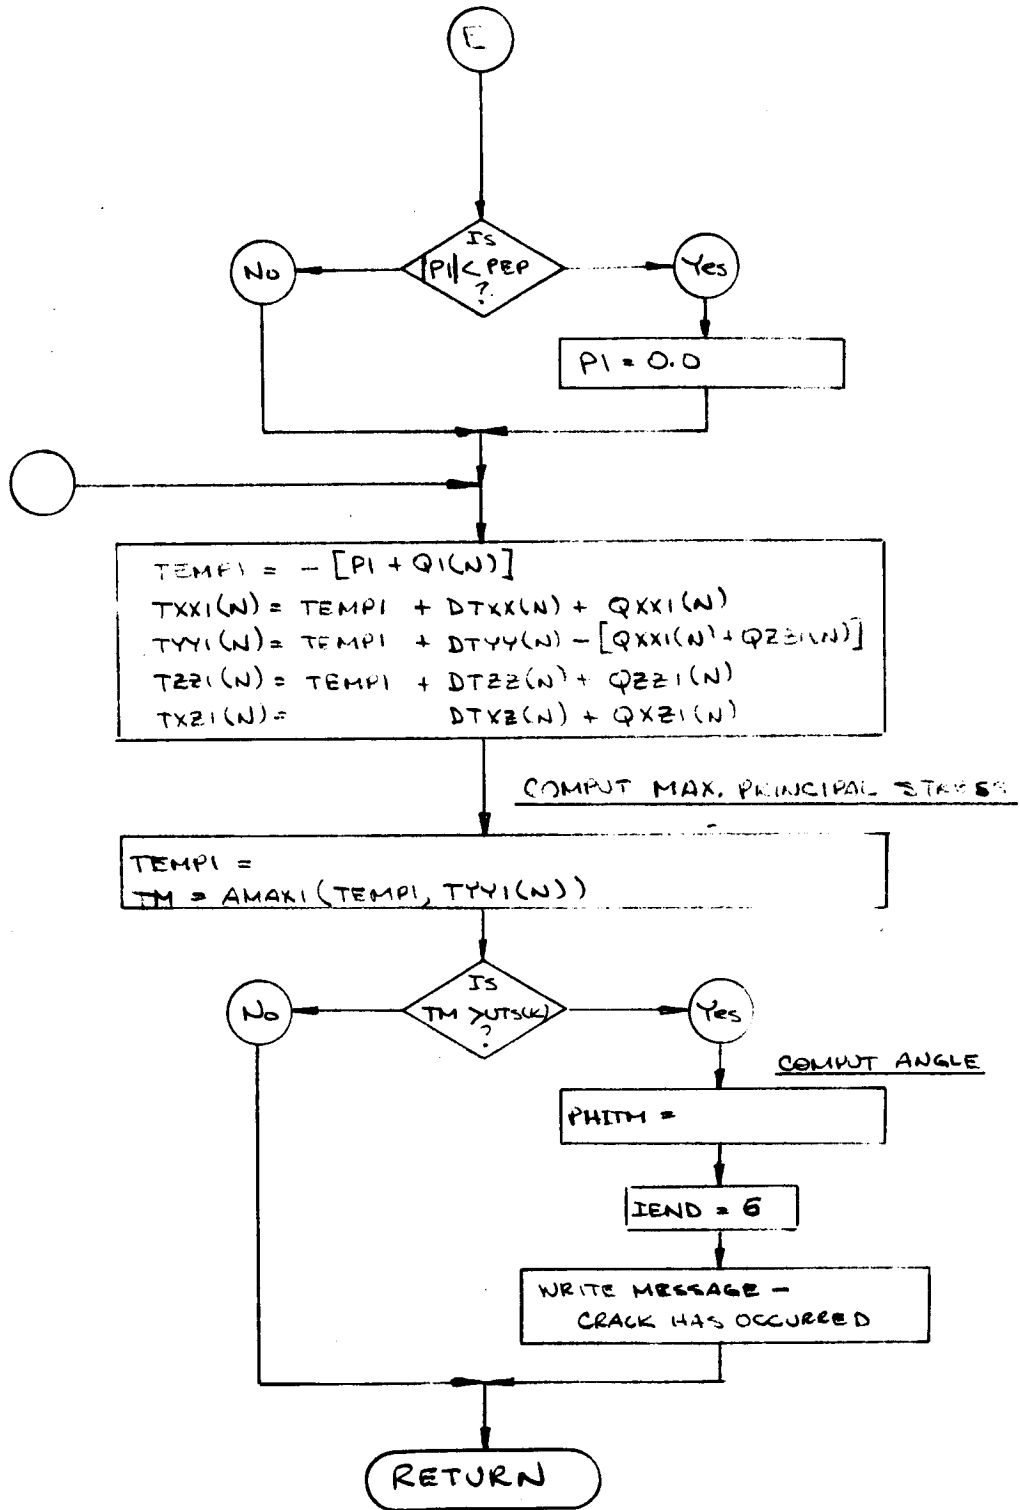 E
Is
|P1| < PEP
?
No
Yes
P1 = 0.0
TEMP1 = - [P1 + Q1(N)]
TXX1(N) = TEMP1 + DTXX(N) + QXX1(N)
TYY1(N) = TEMP1 + DTYY(N) - [QXX1(N) + QZZ1(N)]
TZZ1(N) = TEMP1 + DTZZ(N) + QZZ1(N)
TXZ1(N) = DTXZ(N) + QXZ1(N)
COMPUT MAX. PRINCIPAL STRESS
TEMP1 =
TM = AMAX1(TEMP1, TYY1(N))
Is
TM > UTS(K)
?
No
Yes
COMPUT ANGLE
PHITM =
IEND = 6
WRITE MESSAGE -
CRACK HAS OCCURRED
RETURN